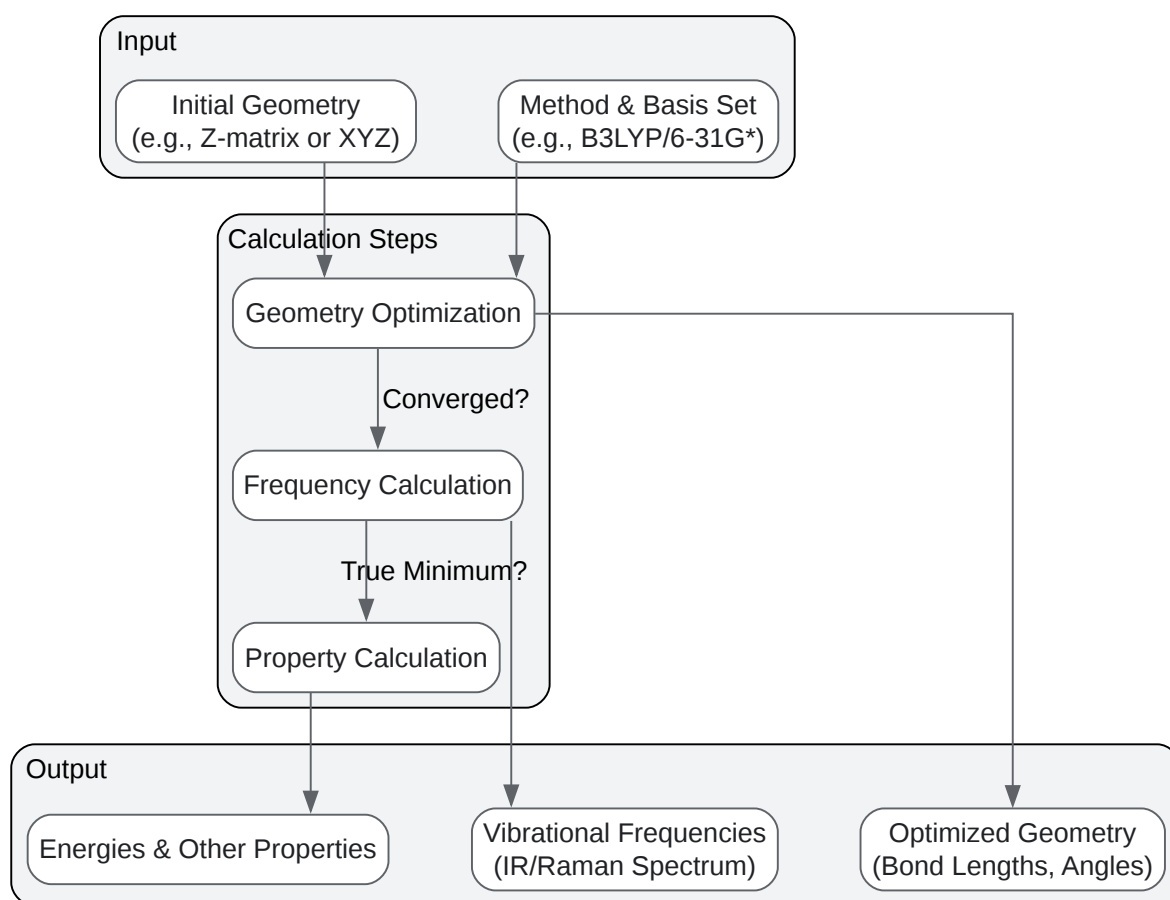 Input
Initial Geometry
(e.g., Z-matrix or XYZ)
Method & Basis Set
(e.g., B3LYP/6-31G*)
Calculation Steps
Geometry Optimization
Converged?
Frequency Calculation
True Minimum?
Property Calculation
Output
Energies & Other Properties
Vibrational Frequencies
(IR/Raman Spectrum)
Optimized Geometry
(Bond Lengths, Angles)